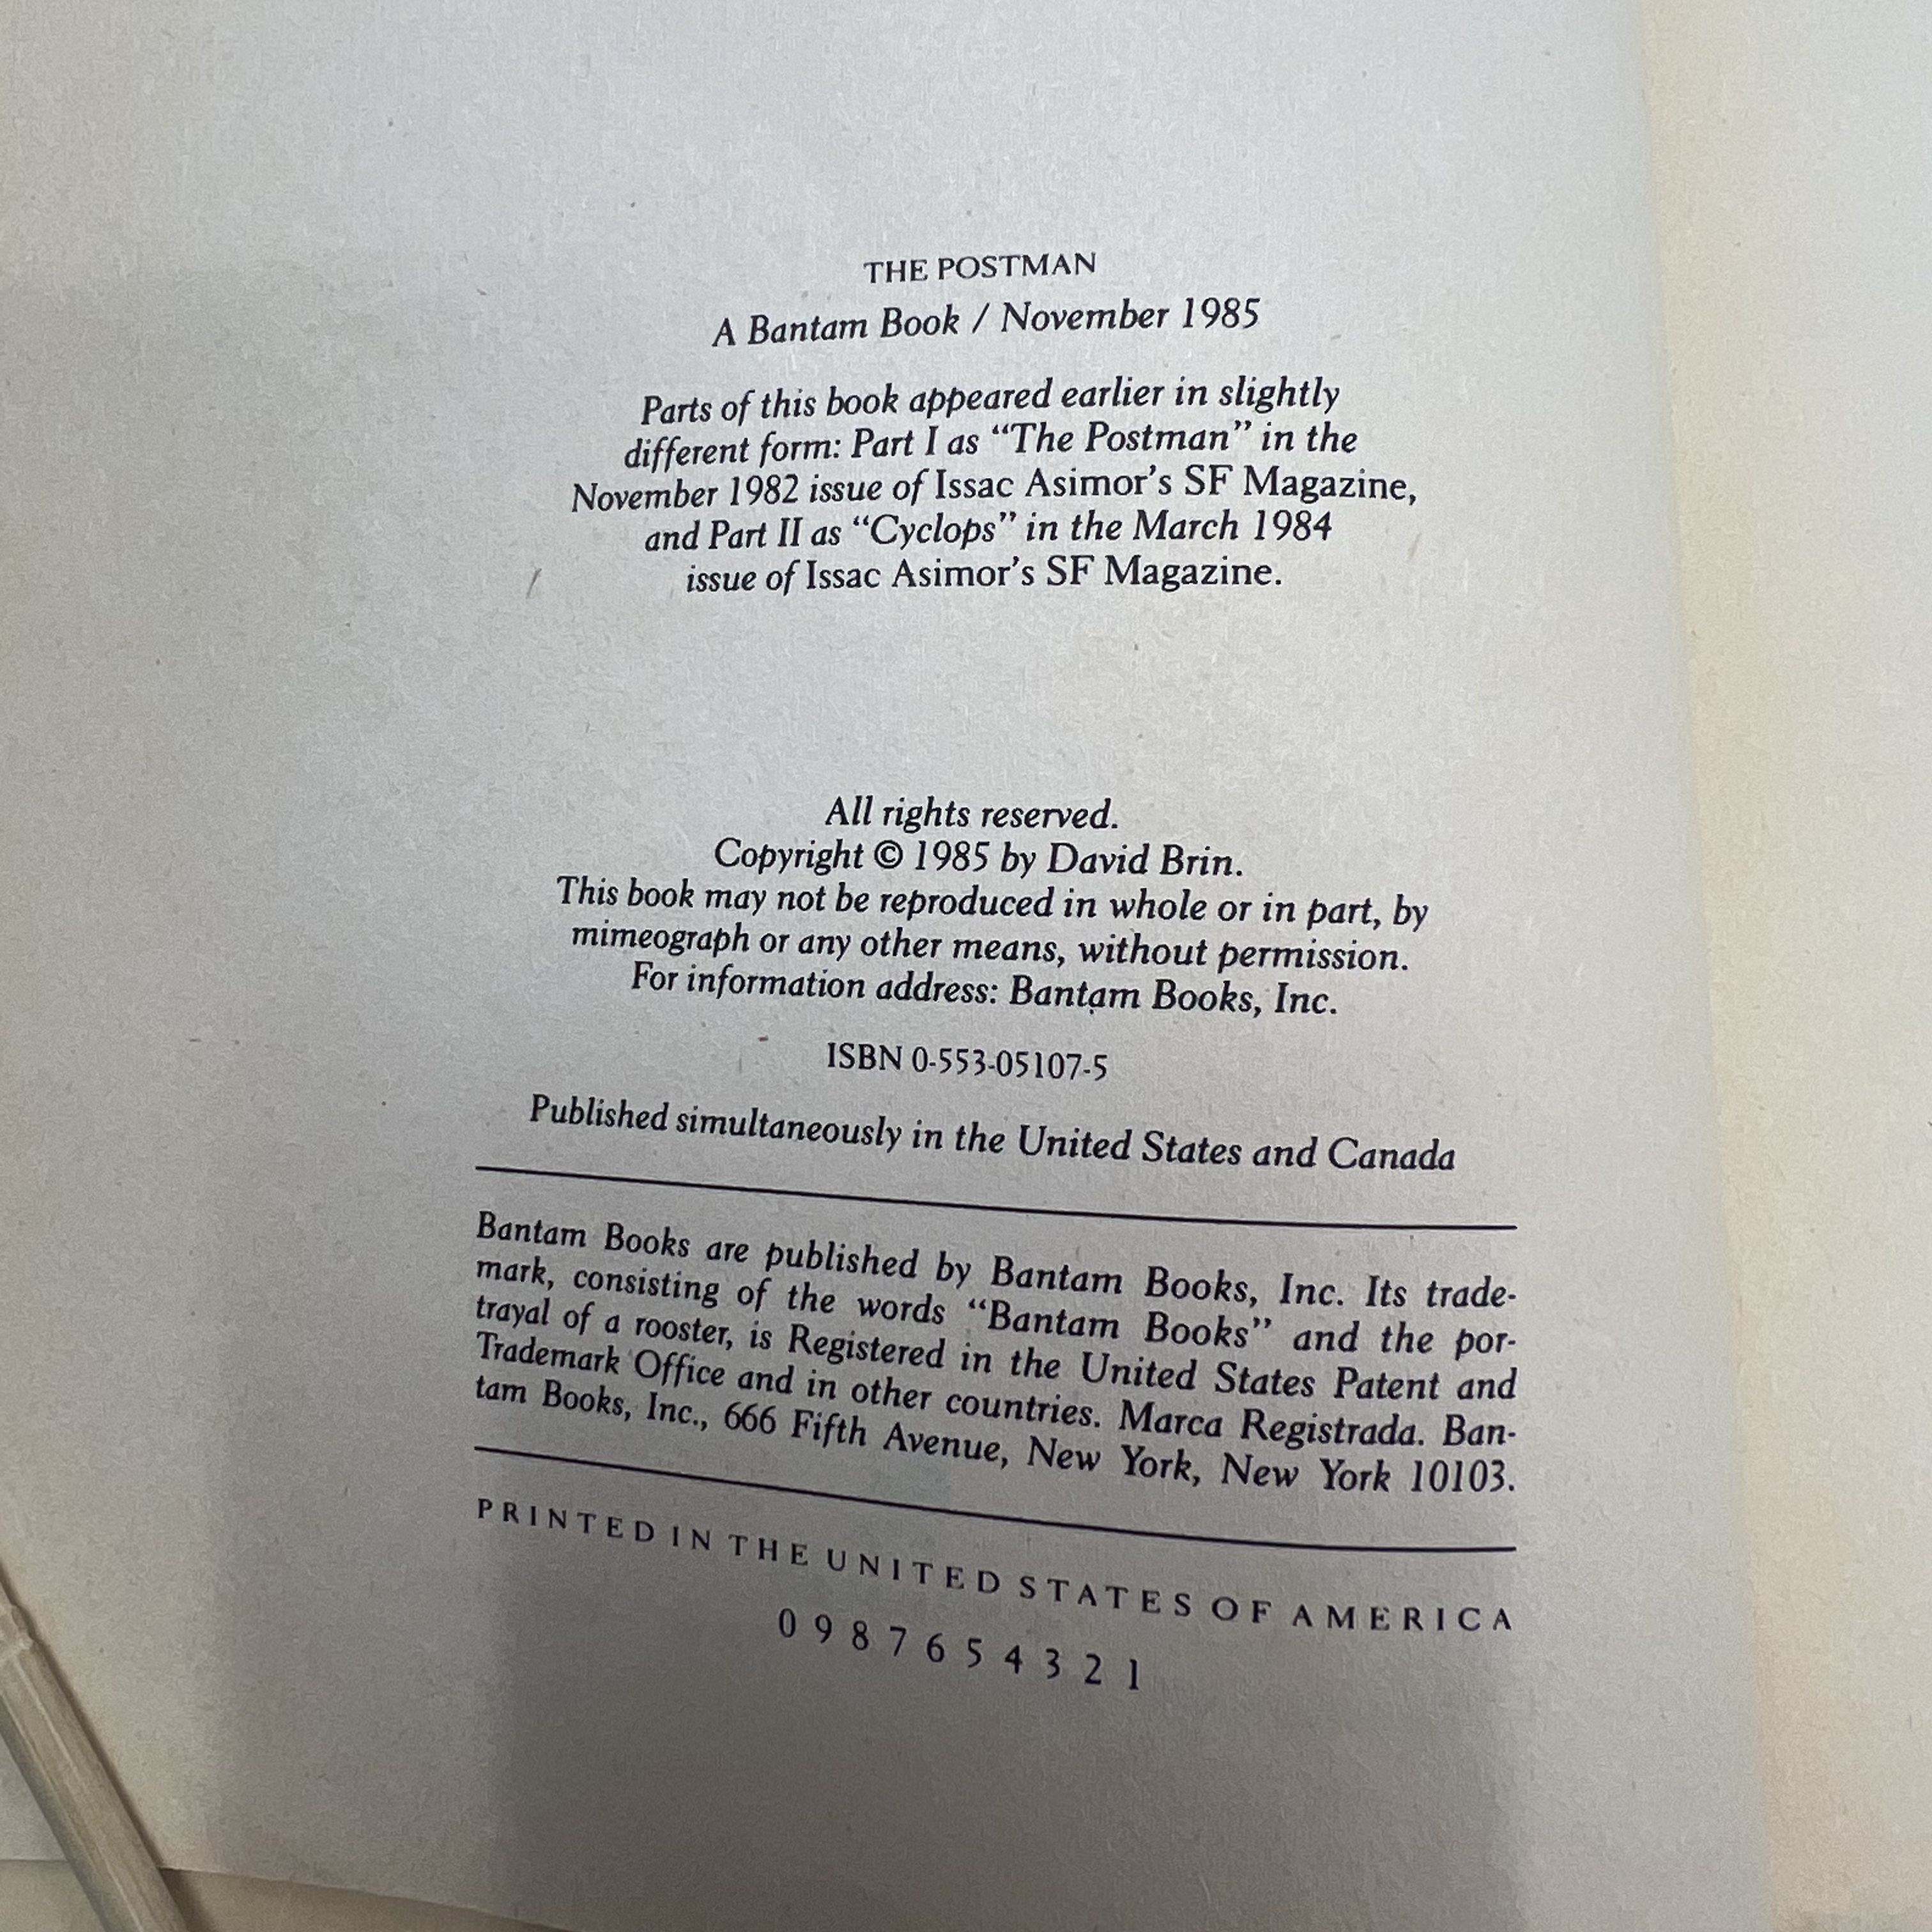 THE POSTMAN
A Bantam Book / November 1985
Parts of this book appeared earlier in slightly
different form: Part I as “The Postman” in the
November 1982 issue of Issac Asimor’s SF Magazine,
and Part II as “Cyclops” in the March 1984
issue of Issac Asimor’s SF Magazine.
All rights reserved.
Copyright © 1985 by David Brin.
This book may not be reproduced in whole or in part, by
mimeograph or any other means, without permission.
For information address: Bantam Books, Inc.
ISBN 0-553-05107-5
Published simultaneously in the United States and Canada
Bantam Books are published by Bantam Books, Inc. Its trade-
mark, consisting of the words “Bantam Books” and the por-
trayal of a rooster, is Registered in the United States Patent and
Trademark Office and in other countries. Marca Registrada. Ban-
tam Books, Inc., 666 Fifth Avenue, New York, New York 10103.
PRINTED IN THE UNITED STATES OF AMERICA
0 9 8 7 6 5 4 3 2 1